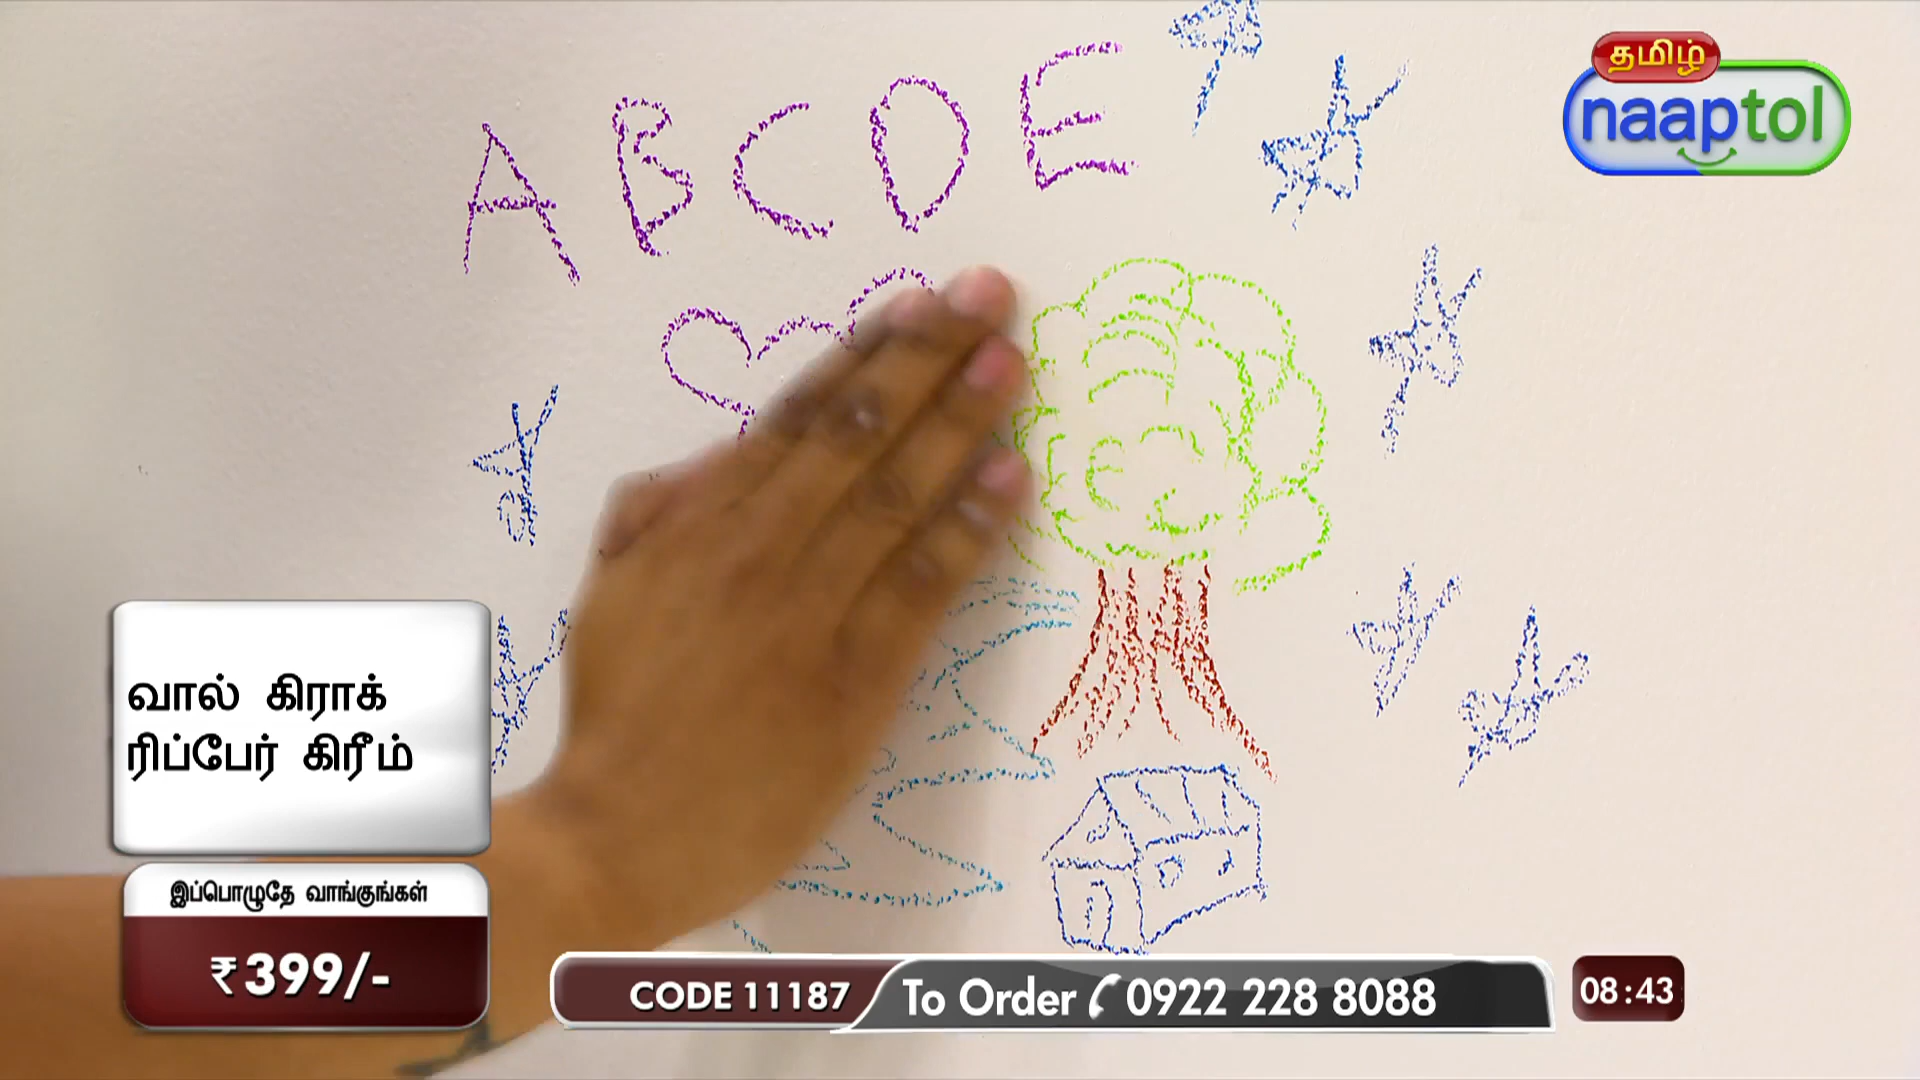 ABCDE
தமிழ்
naaptol
வால் கிராக்
ரிப்பேர் கிரீம்
இப்பொழுதே வாங்குங்கள்
₹399/-
CODE 11187 To Order 0922 228 8088
08:43